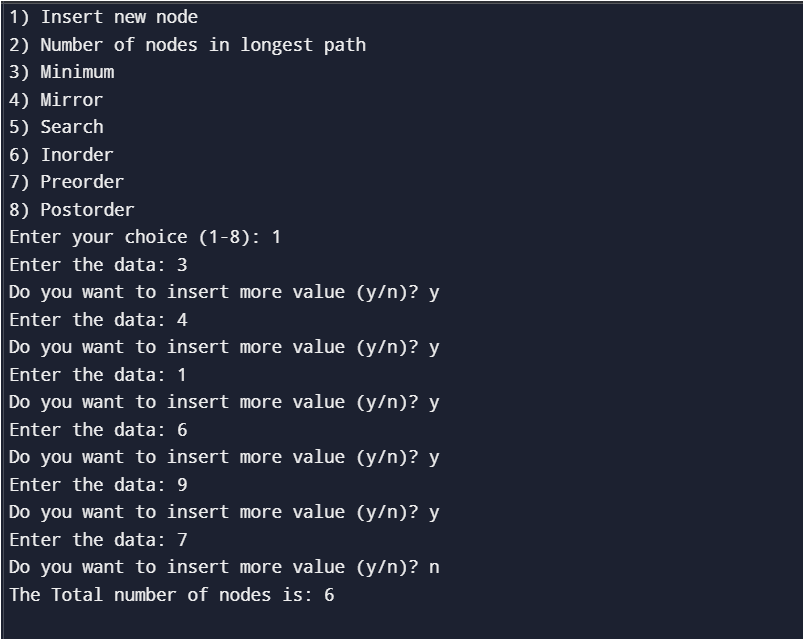 1) Insert new node
2) Number of nodes in longest path
3) Minimum
4) Mirror
5) Search
6) Inorder
7) Preorder
8) Postorder
Enter your choice (1-8): 1
Enter the data: 3
Do you want to insert more value (y/n)? y
Enter the data: 4
Do you want to insert more value (y/n)? y
Enter the data: 1
Do you want to insert more value (y/n)? y
Enter the data: 6
Do you want to insert more value (y/n)? y
Enter the data: 9
Do you want to insert more value (y/n)? y
Enter the data: 7
Do you want to insert more value (y/n)? n
The Total number of nodes is: 6